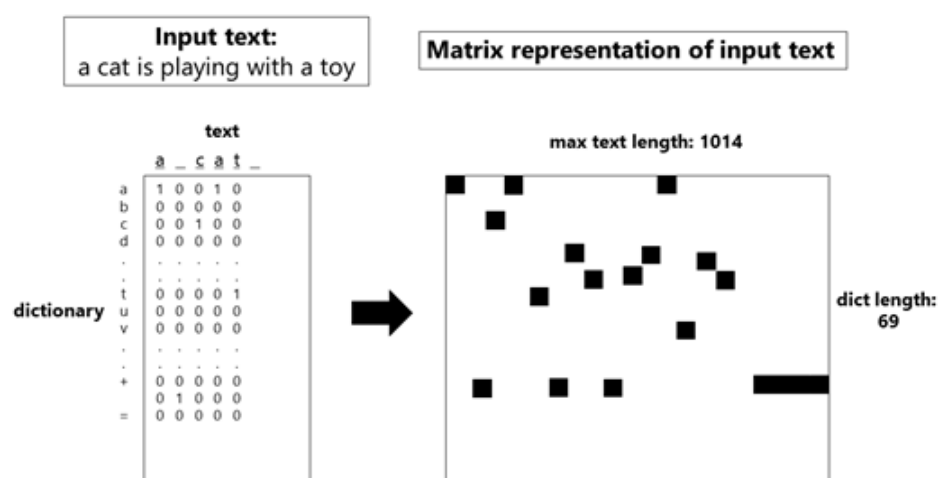 Input text:
a cat is playing with a toy
Matrix representation of input text
text
a _ c a t _
a 1 0 0 1 0
b 0 0 0 0 0
c 0 0 1 0 0
d 0 0 0 0 0
. . . . . .
. . . . . .
t 0 0 0 0 1
u 0 0 0 0 0
v 0 0 0 0 0
. . . . . .
. . . . . .
+ 0 0 0 0 0
0 1 0 0 0
= 0 0 0 0 0
dictionary
max text length: 1014
dict length:
69